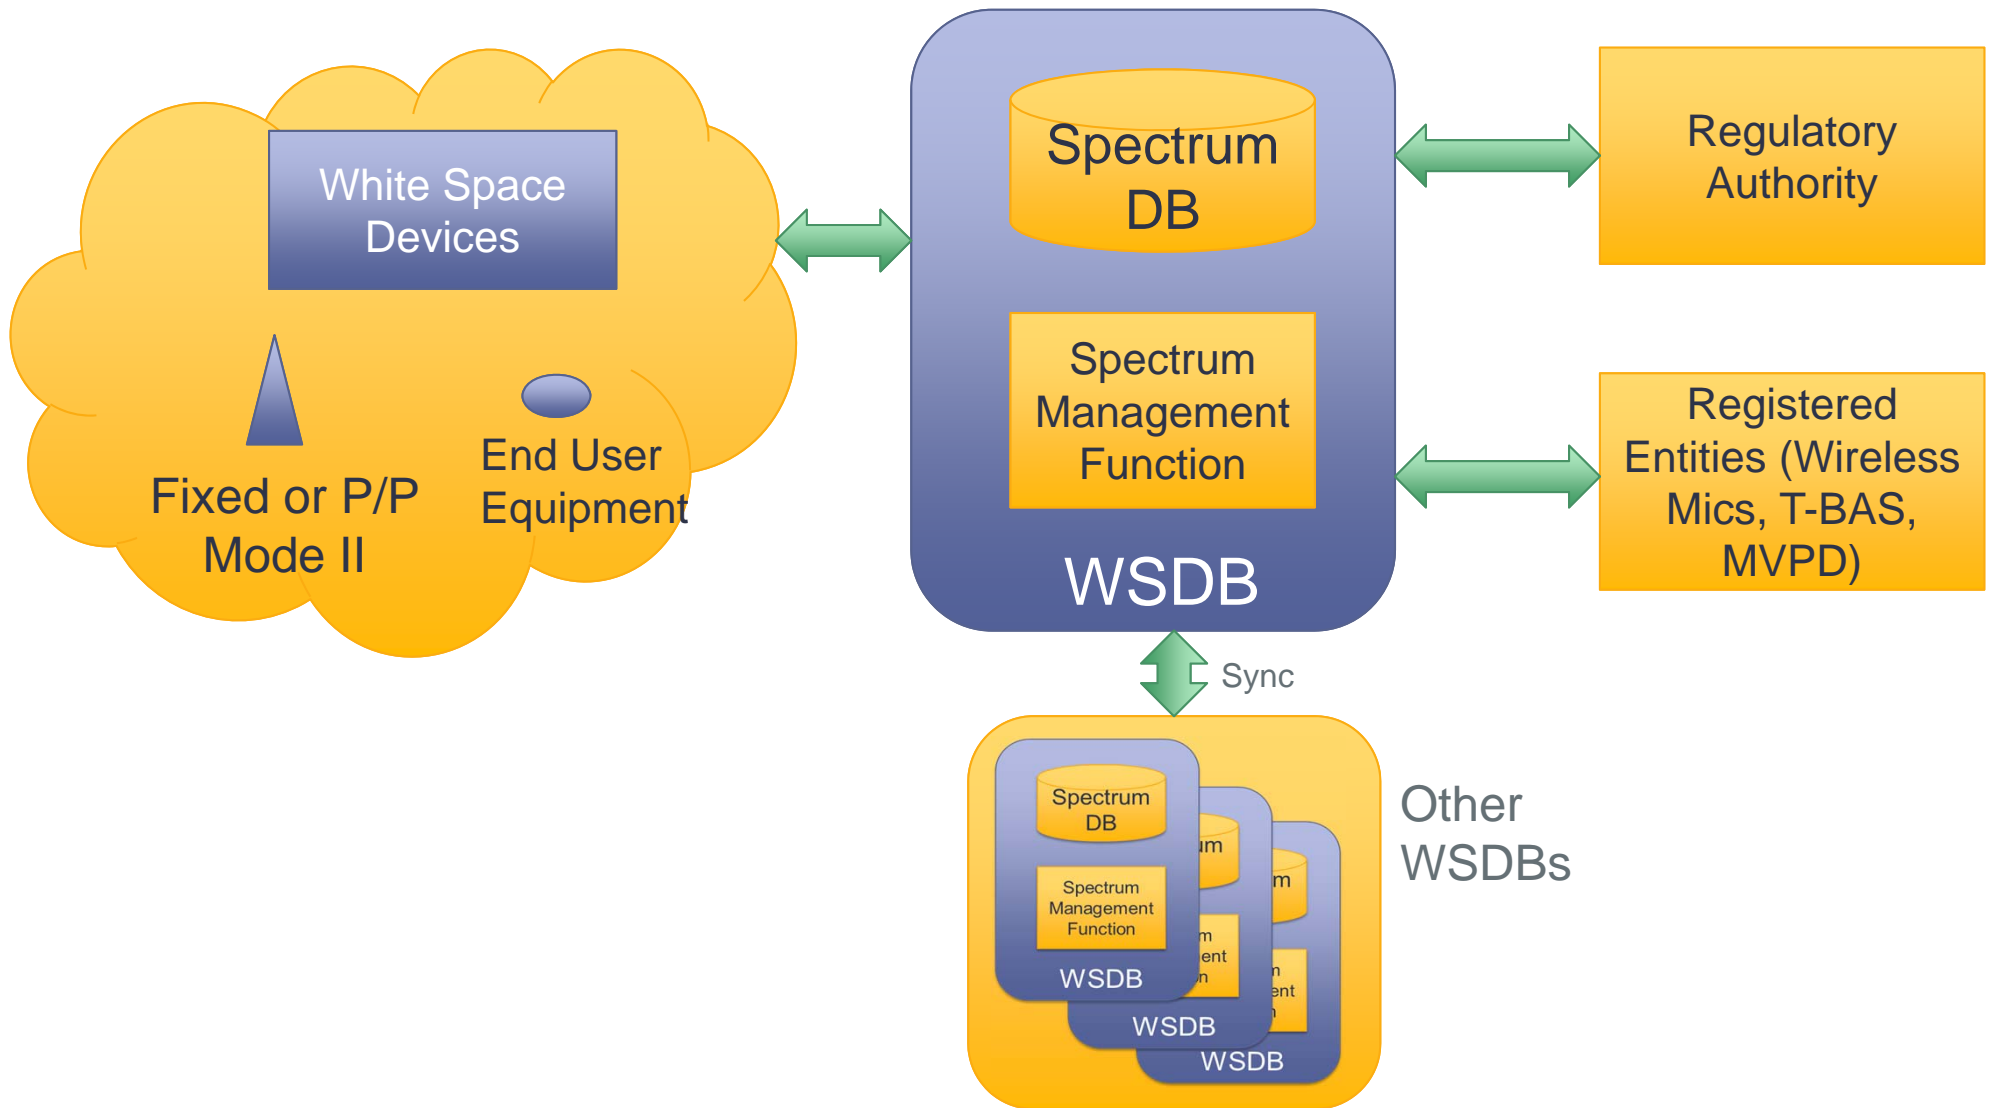 White Space
Devices
Fixed or P/P
Mode II
End User
Equipment
Spectrum
DB
Spectrum
Management
Function
WSDB
Regulatory
Authority
Registered
Entities (Wireless
Mics, T-BAS,
MVPD)
Sync
Spectrum
DB
Spectrum
Management
Function
WSDB
WSDB
WSDB
Other
WSDBs